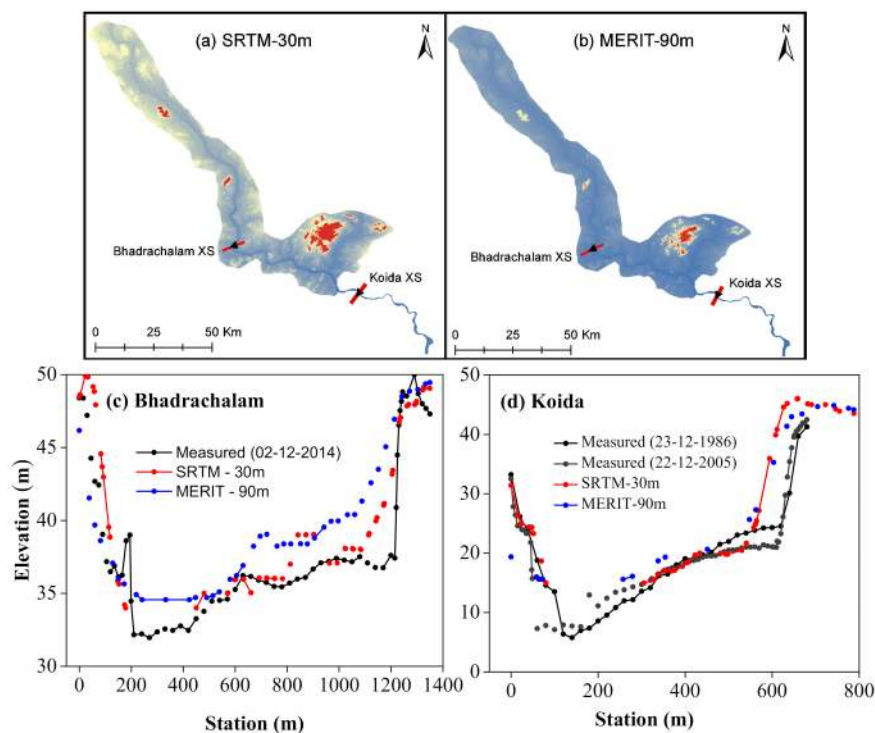 (a) SRTM-30m
N
Bhadrachalam XS
Koida XS
0 25 50 Km
(b) MERIT-90m
N
Bhadrachalam XS
Koida XS
0 25 50 Km
(c) Bhadrachalam
Measured (02-12-2014)
SRTM - 30m
MERIT - 90m
Elevation (m)
50
45
40
35
30
0 200 400 600 800 1000 1200 1400
Station (m)
(d) Koida
Measured (23-12-1986)
Measured (22-12-2005)
SRTM-30m
MERIT-90m
50
40
30
20
10
0
0 200 400 600 800
Station (m)